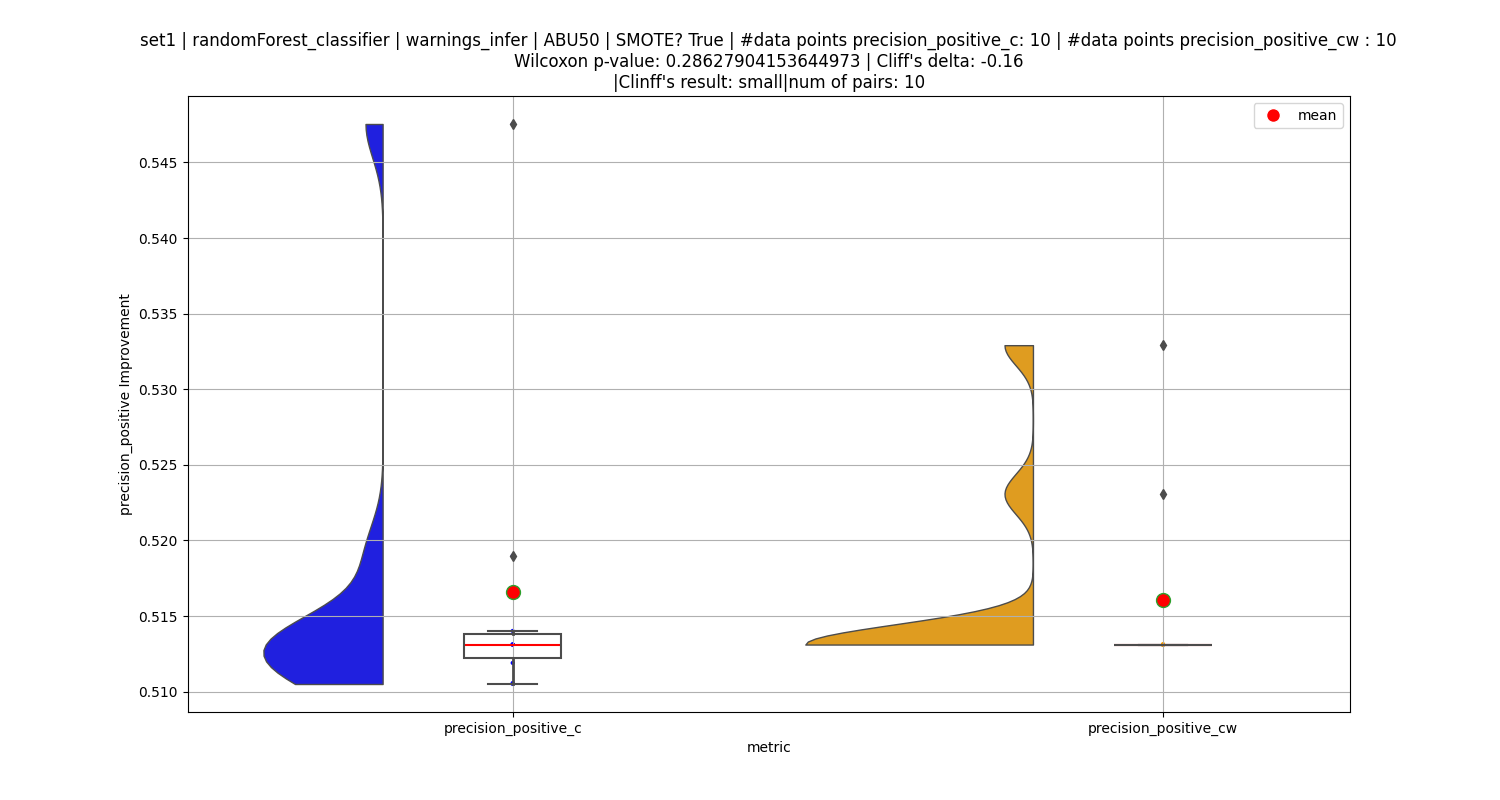 set1 | randomForest_classifier | warnings_infer | ABU50 | SMOTE? True | #data points precision_positive_c: 10 | #data points precision_positive_cw : 10
Wilcoxon p-value: 0.28627904153644973 | Cliff's delta: -0.16
|Clinff's result: small|num of pairs: 10
mean
0.545
0.540
0.535
0.530
0.525
0.520
0.515
0.510
precision_positive Improvement
precision_positive_c
precision_positive_cw
metric